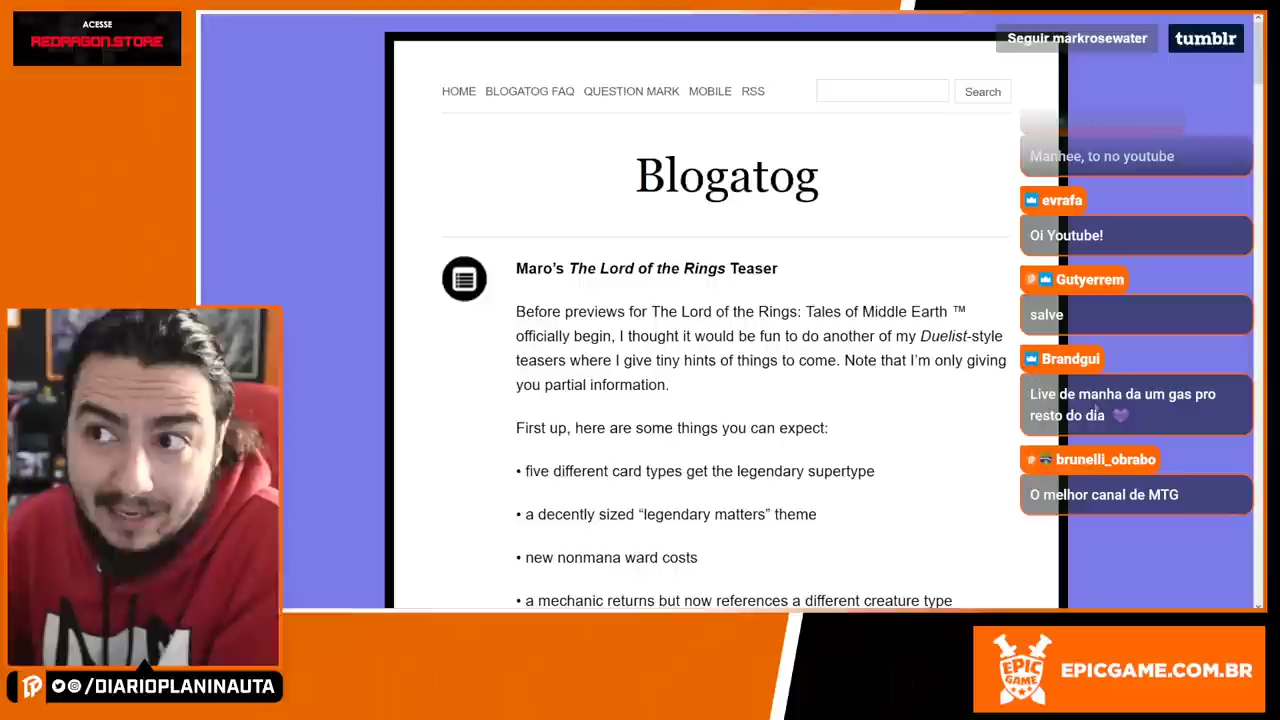 ACESSE
REDRAGON.STORE
Seguir markrosewater
tumblr
HOME BLOGATOG FAQ QUESTION MARK MOBILE RSS
Search
Blogatog
Maro’s The Lord of the Rings Teaser
Before previews for The Lord of the Rings: Tales of Middle Earth ™
officially begin, I thought it would be fun to do another of my Duelist-style
teasers where I give tiny hints of things to come. Note that I’m only giving
you partial information.
First up, here are some things you can expect:
• five different card types get the legendary supertype
• a decently sized “legendary matters” theme
• new nonmana ward costs
• a mechanic returns but now references a different creature type
Manhee, to no youtube
evrafa
Oi Youtube!
Gutyerrem
salve
Brandgui
Live de manha da um gas pro
resto do dia 💜
brunelli_obrabo
O melhor canal de MTG
/DIARIOPLANINAUTA
EPIC
GAME
EPICGAME.COM.BR